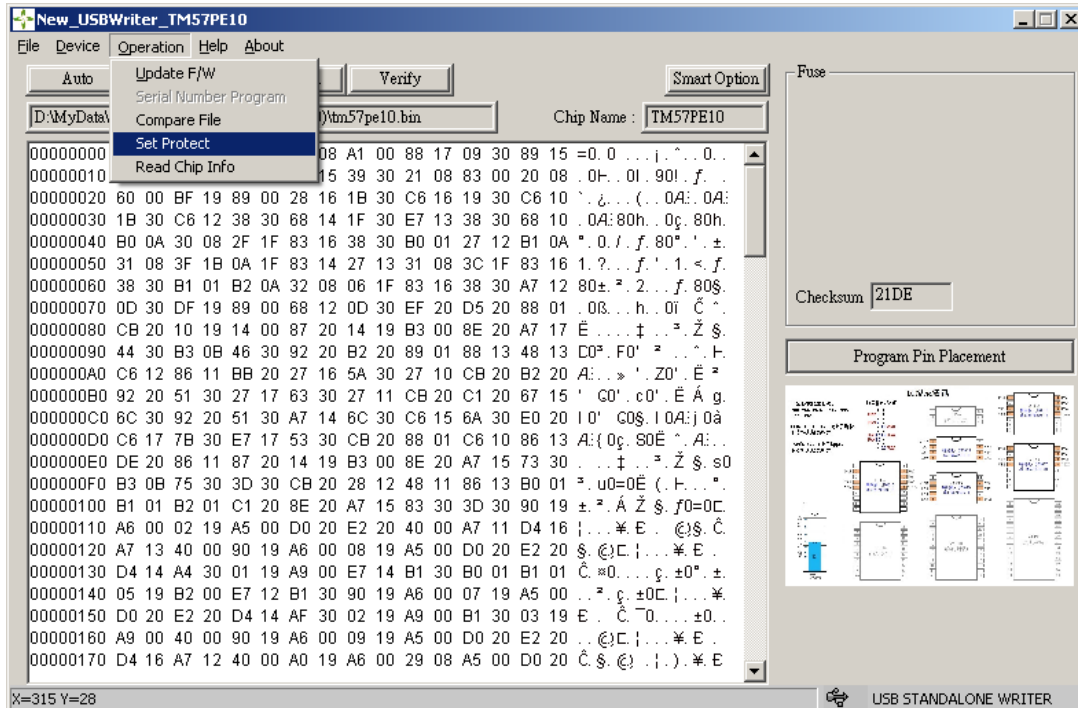 New_USBWriter_TM57PE10
File Device Operation Help About
Auto
Verify
Smart Option
Fuse
Update F/W
Serial Number Program
Compare File
Set Protect
Read Chip Info
D:\MyData\
)\tm57pe10.bin
Chip Name : TM57PE10
00000000 08 A1 00 88 17 09 30 89 15
00000010 15 39 30 21 08 83 00 20 08
00000020 60 00 BF 19 89 00 28 16 1B 30 C6 16 19 30 C6 10
00000030 1B 30 C6 12 38 30 68 14 1F 30 E7 13 38 30 68 10
00000040 B0 0A 30 08 2F 1F 83 16 38 30 B0 01 27 12 B1 0A
00000050 31 08 3F 1B 0A 1F 83 14 27 13 31 08 3C 1F 83 16
00000060 38 30 B1 01 B2 0A 32 08 06 1F 83 16 38 30 A7 12
00000070 0D 30 DF 19 89 00 68 12 0D 30 EF 20 D5 20 88 01
00000080 CB 20 10 19 14 00 87 20 14 19 B3 00 8E 20 A7 17
00000090 44 30 B3 0B 46 30 92 20 B2 20 89 01 88 13 48 13
000000A0 C6 12 86 11 BB 20 27 16 5A 30 27 10 CB 20 B2 20
000000B0 92 20 51 30 27 17 63 30 27 11 CB 20 C1 20 67 15
000000C0 6C 30 92 20 51 30 A7 14 6C 30 C6 15 6A 30 E0 20
000000D0 C6 17 7B 30 E7 17 53 30 CB 20 88 01 C6 10 86 13
000000E0 DE 20 86 11 87 20 14 19 B3 00 8E 20 A7 15 73 30
000000F0 B3 0B 75 30 3D 30 CB 20 28 12 48 11 86 13 B0 01
00000100 B1 01 B2 01 C1 20 8E 20 A7 15 83 30 3D 30 90 19
00000110 A6 00 02 19 A5 00 D0 20 E2 20 40 00 A7 11 D4 16
00000120 A7 13 40 00 90 19 A6 00 08 19 A5 00 D0 20 E2 20
00000130 D4 14 A4 30 01 19 A9 00 E7 14 B1 30 B0 01 B1 01
00000140 05 19 B2 00 E7 12 B1 30 90 19 A6 00 07 19 A5 00
00000150 D0 20 E2 20 D4 14 AF 30 02 19 A9 00 B1 30 03 19
00000160 A9 00 40 00 90 19 A6 00 09 19 A5 00 D0 20 E2 20
00000170 D4 16 A7 12 40 00 A0 19 A6 00 29 08 A5 00 D0 20
Checksum 21DE
Program Pin Placement
X=315 Y=28
USB STANDALONE WRITER